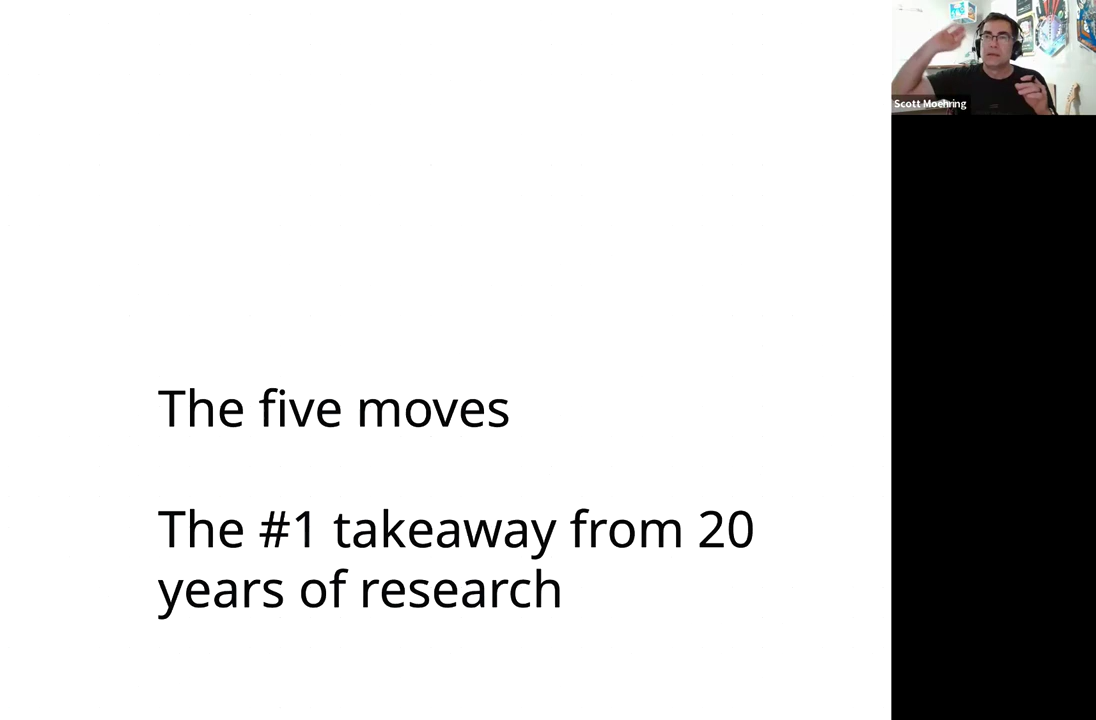 Scott Moehring
The five moves
The #1 takeaway from 20
years of research